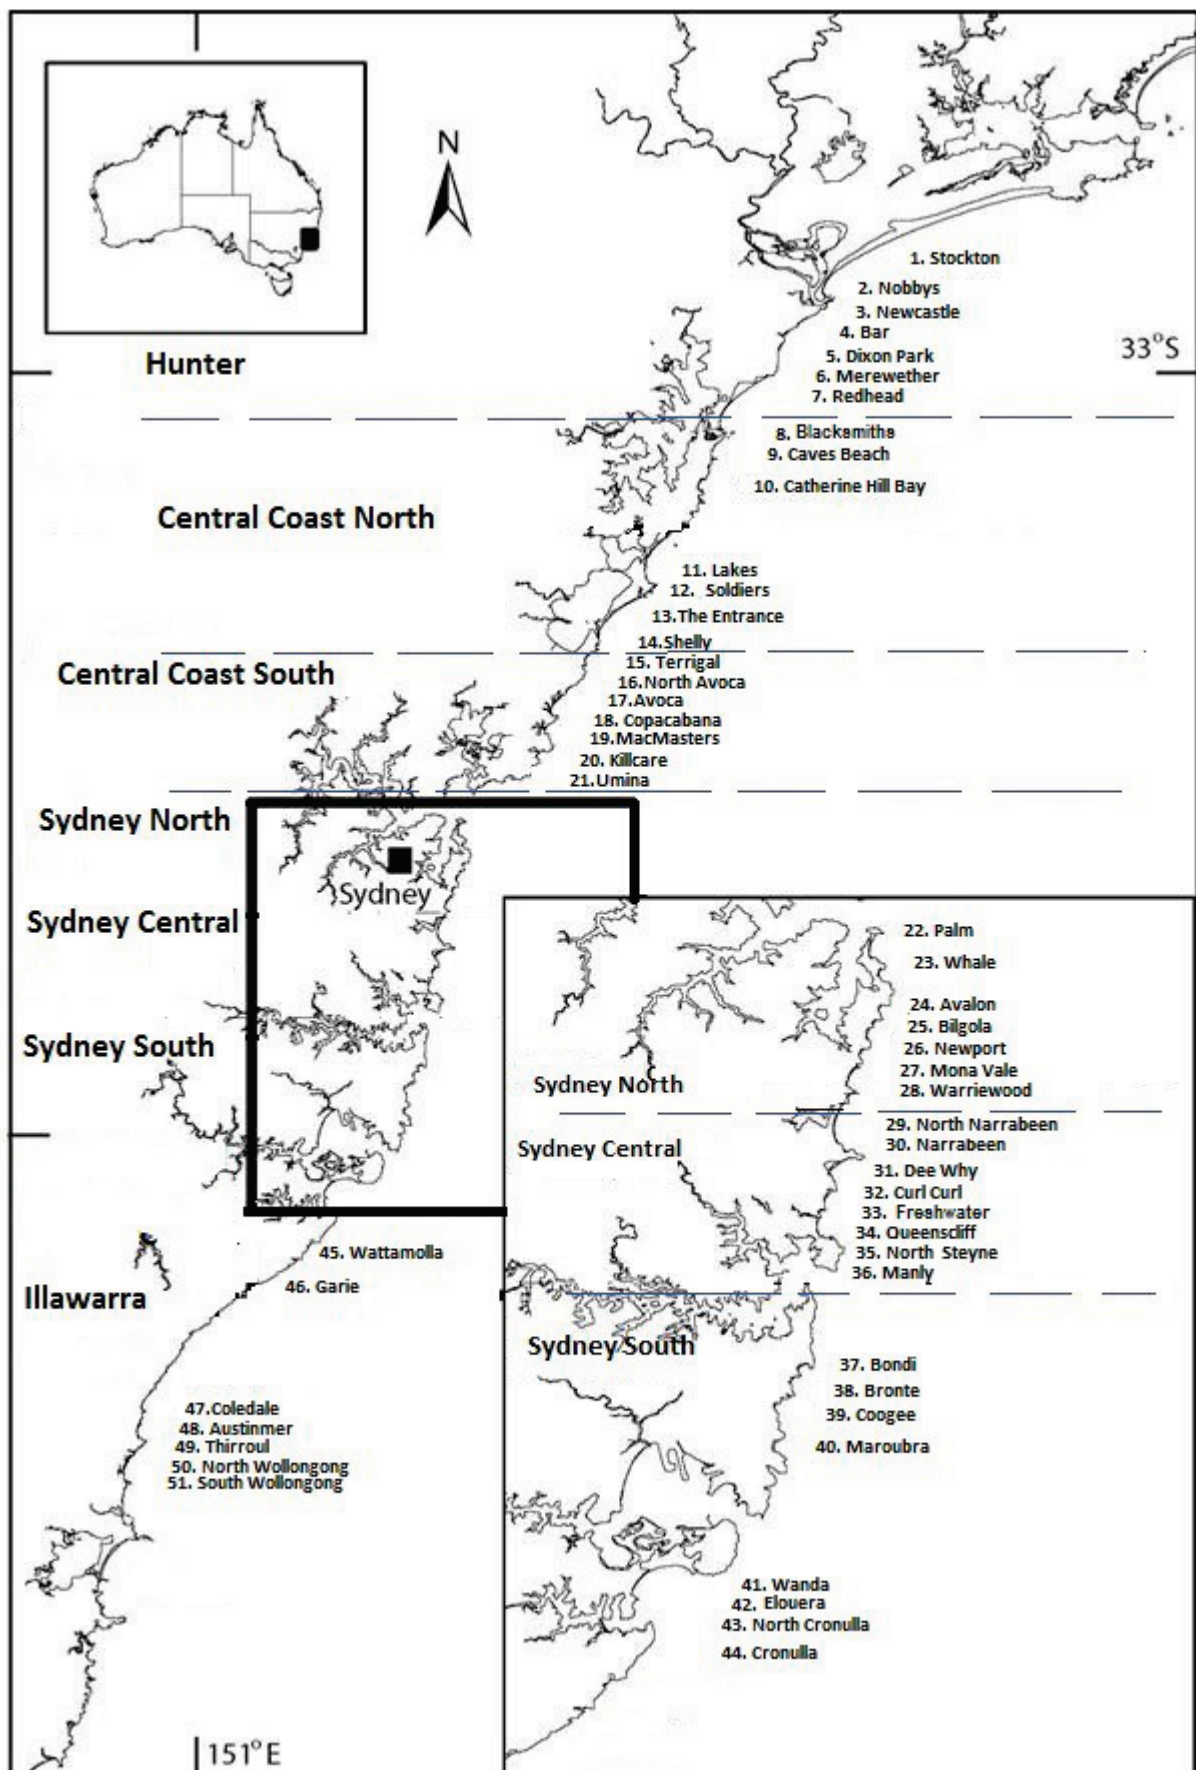 N
1. Stockton
2. Nobbys
3. Newcastle
4. Bar
33°S
5. Dixon Park
6. Merewether
7. Redhead
Hunter
8. Blacksmiths
9. Caves Beach
10. Catherine Hill Bay
Central Coast North
11. Lakes
12. Soldiers
13.The Entrance
14.Shelly
Central Coast South
15. Terrigal
16.North Avoca
17.Avoca
18. Copacabana
19.MacMasters
20. Killcare
21.Umina
Sydney North
Sydney
Sydney Central
Sydney South
22. Palm
23. Whale
24. Avalon
25. Bilgola
26. Newport
27. Mona Vale
28. Warriewood
Sydney North
29. North Narrabeen
30. Narrabeen
Sydney Central
31. Dee Why
32. Curl Curl
33. Freshwater
34. Queenscliff
35. North Steyne
36. Manly
Sydney South
37. Bondi
38. Bronte
39. Coogee
40. Maroubra
41. Wanda
42. Elouera
43. North Cronulla
44. Cronulla
45. Wattamolla
46. Garie
Illawarra
47.Coledale
48. Austinmer
49. Thirroul
50. North Wollongong
51. South Wollongong
151°E